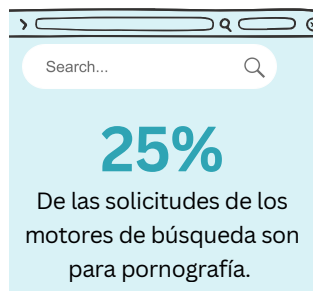 Search...
25%
De las solicitudes de los
motores de búsqueda son
para pornografía.